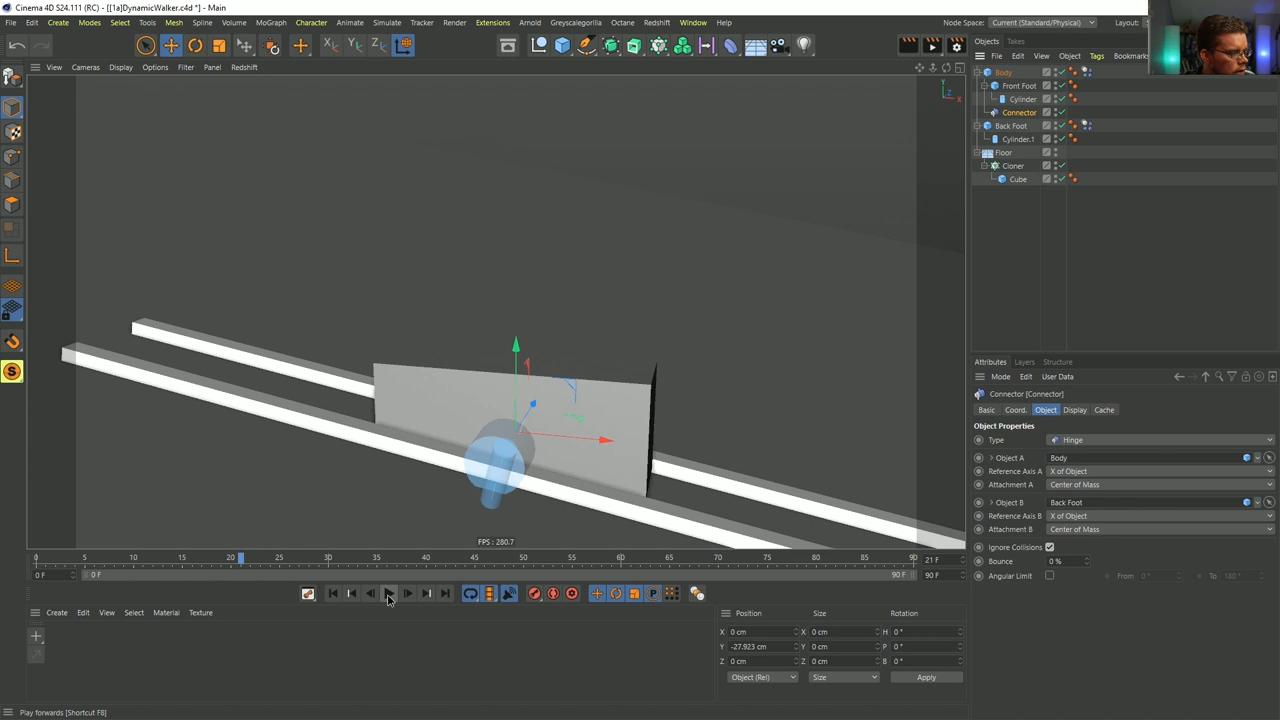 Cinema 4D S24.111 (RC) - [[1a]DynamicWalker.c4d *] - Main
File Edit Create Modes Select Tools Mesh Spline Volume MoGraph Character Animate Simulate Tracker Render Extensions Arnold Greyscalegorilla Octane Redshift Window Help
Node Space: Current (Standard/Physical) Layout:
X Y Z
Objects Takes
View Cameras Display Options Filter Panel Redshift
File Edit View Object Tags Bookmarks
Body
Front Foot
Cylinder
Connector
Back Foot
Cylinder.1
Floor
Cloner
Cube
Y
Z X
S
Attributes Layers Structure
Mode Edit User Data
Connector [Connector]
Basic Coord. Object Display Cache
Object Properties
Type Hinge
Object A Body
Reference Axis A X of Object
Attachment A Center of Mass
Object B Back Foot
Reference Axis B X of Object
Attachment B Center of Mass
Ignore Collisions
Bounce 0 %
Angular Limit From 0 ° To 180 °
FPS : 280.7
0 5 10 15 20 25 30 35 40 45 50 55 60 65 70 75 80 85 90 21 F
0 F 0 F 90 F 90 F
P
Create Edit View Select Material Texture
Position Size Rotation
X 0 cm X 0 cm H 0 °
Y -27.923 cm Y 0 cm P 0 °
Z 0 cm Z 0 cm B 0 °
Object (Rel) Size Apply
Play forwards [Shortcut F8]